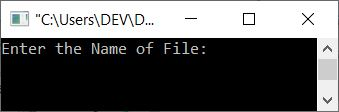 "C:\Users\DEV\D...
Enter the Name of File: